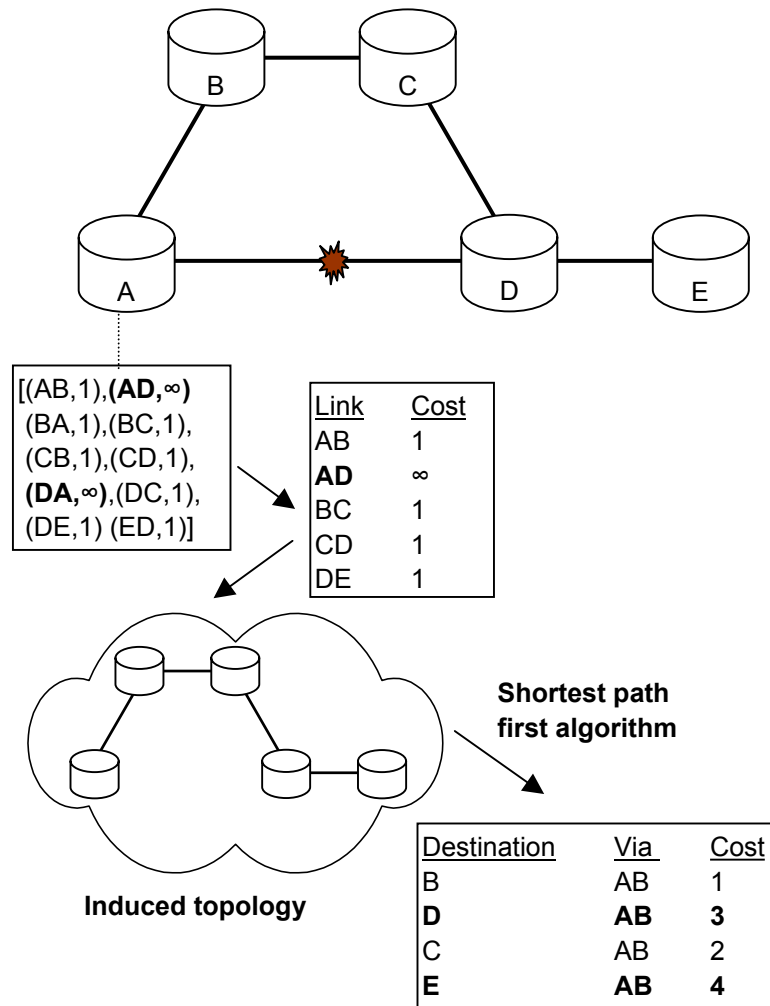 B
C
A
D
E
[(AB,1),(AD,∞)
(BA,1),(BC,1),
(CB,1),(CD,1),
(DA,∞),(DC,1),
(DE,1) (ED,1)]
Link Cost
AB 1
AD ∞
BC 1
CD 1
DE 1
Shortest path
first algorithm
Induced topology
Destination Via Cost
B AB 1
D AB 3
C AB 2
E AB 4